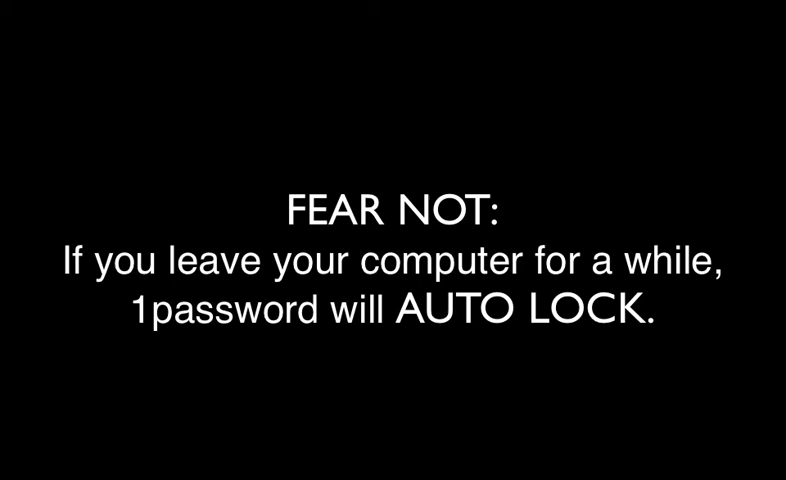 FEAR NOT:
If you leave your computer for a while,
1password will AUTO LOCK.